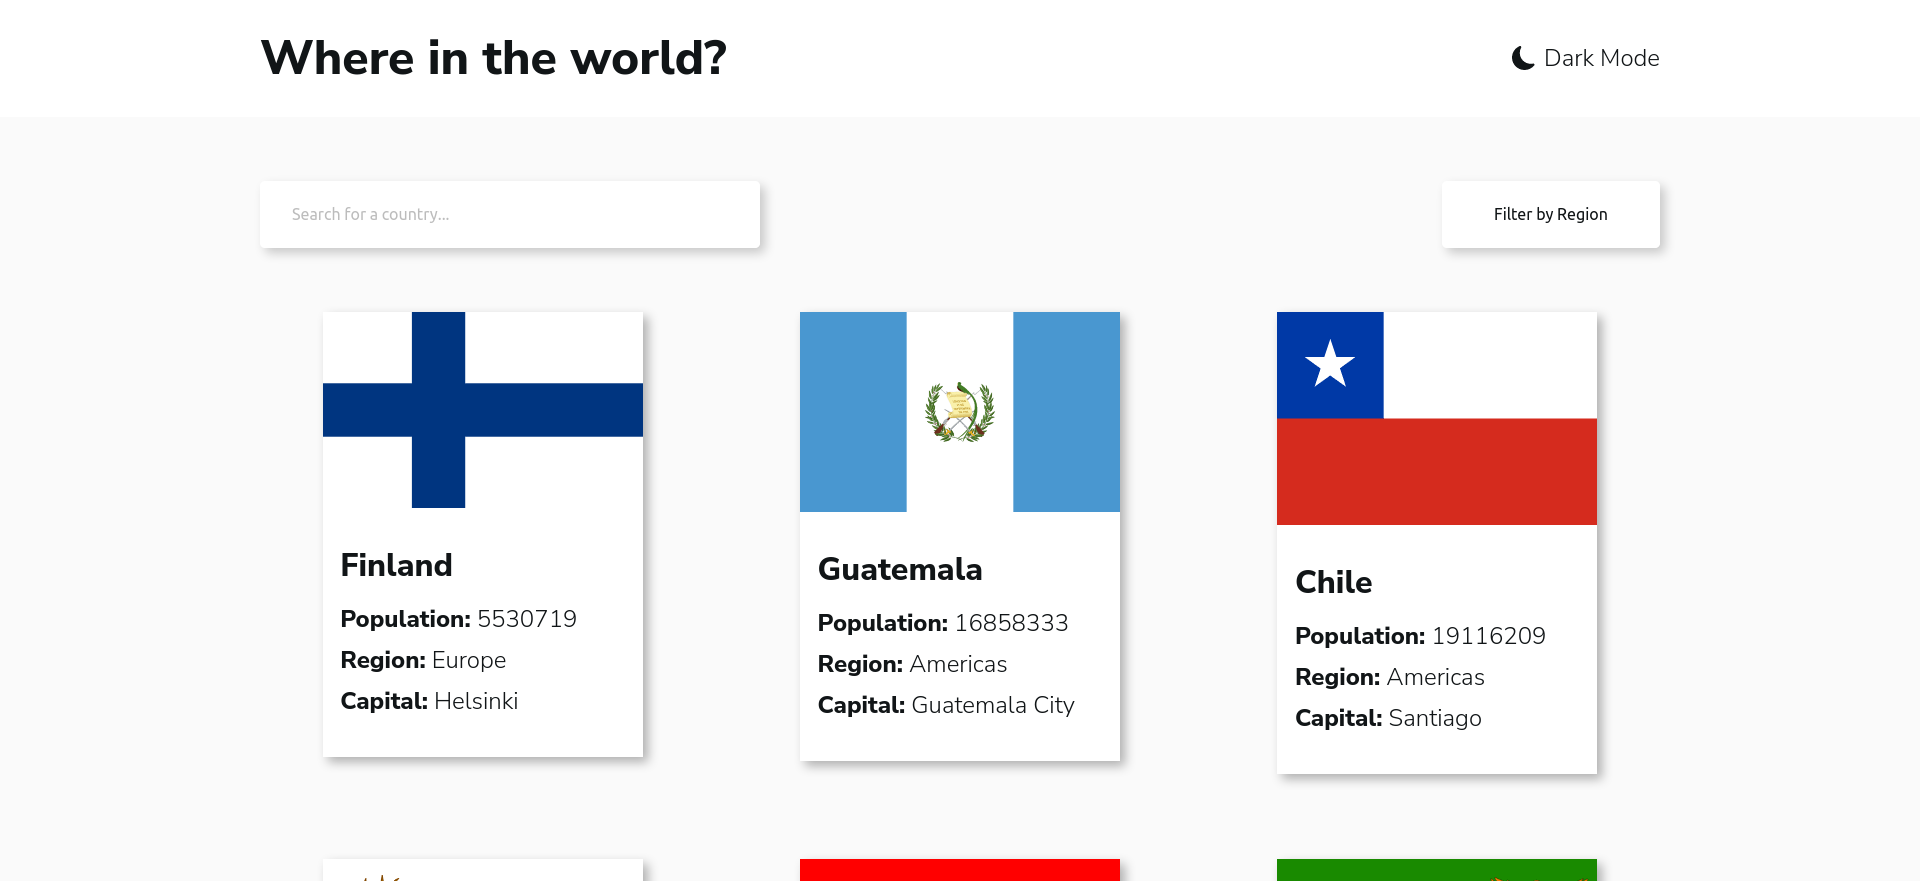 Where in the world?
Dark Mode
Search for a country...
Filter by Region
Finland
Population: 5530719
Region: Europe
Capital: Helsinki
Guatemala
Population: 16858333
Region: Americas
Capital: Guatemala City
Chile
Population: 19116209
Region: Americas
Capital: Santiago